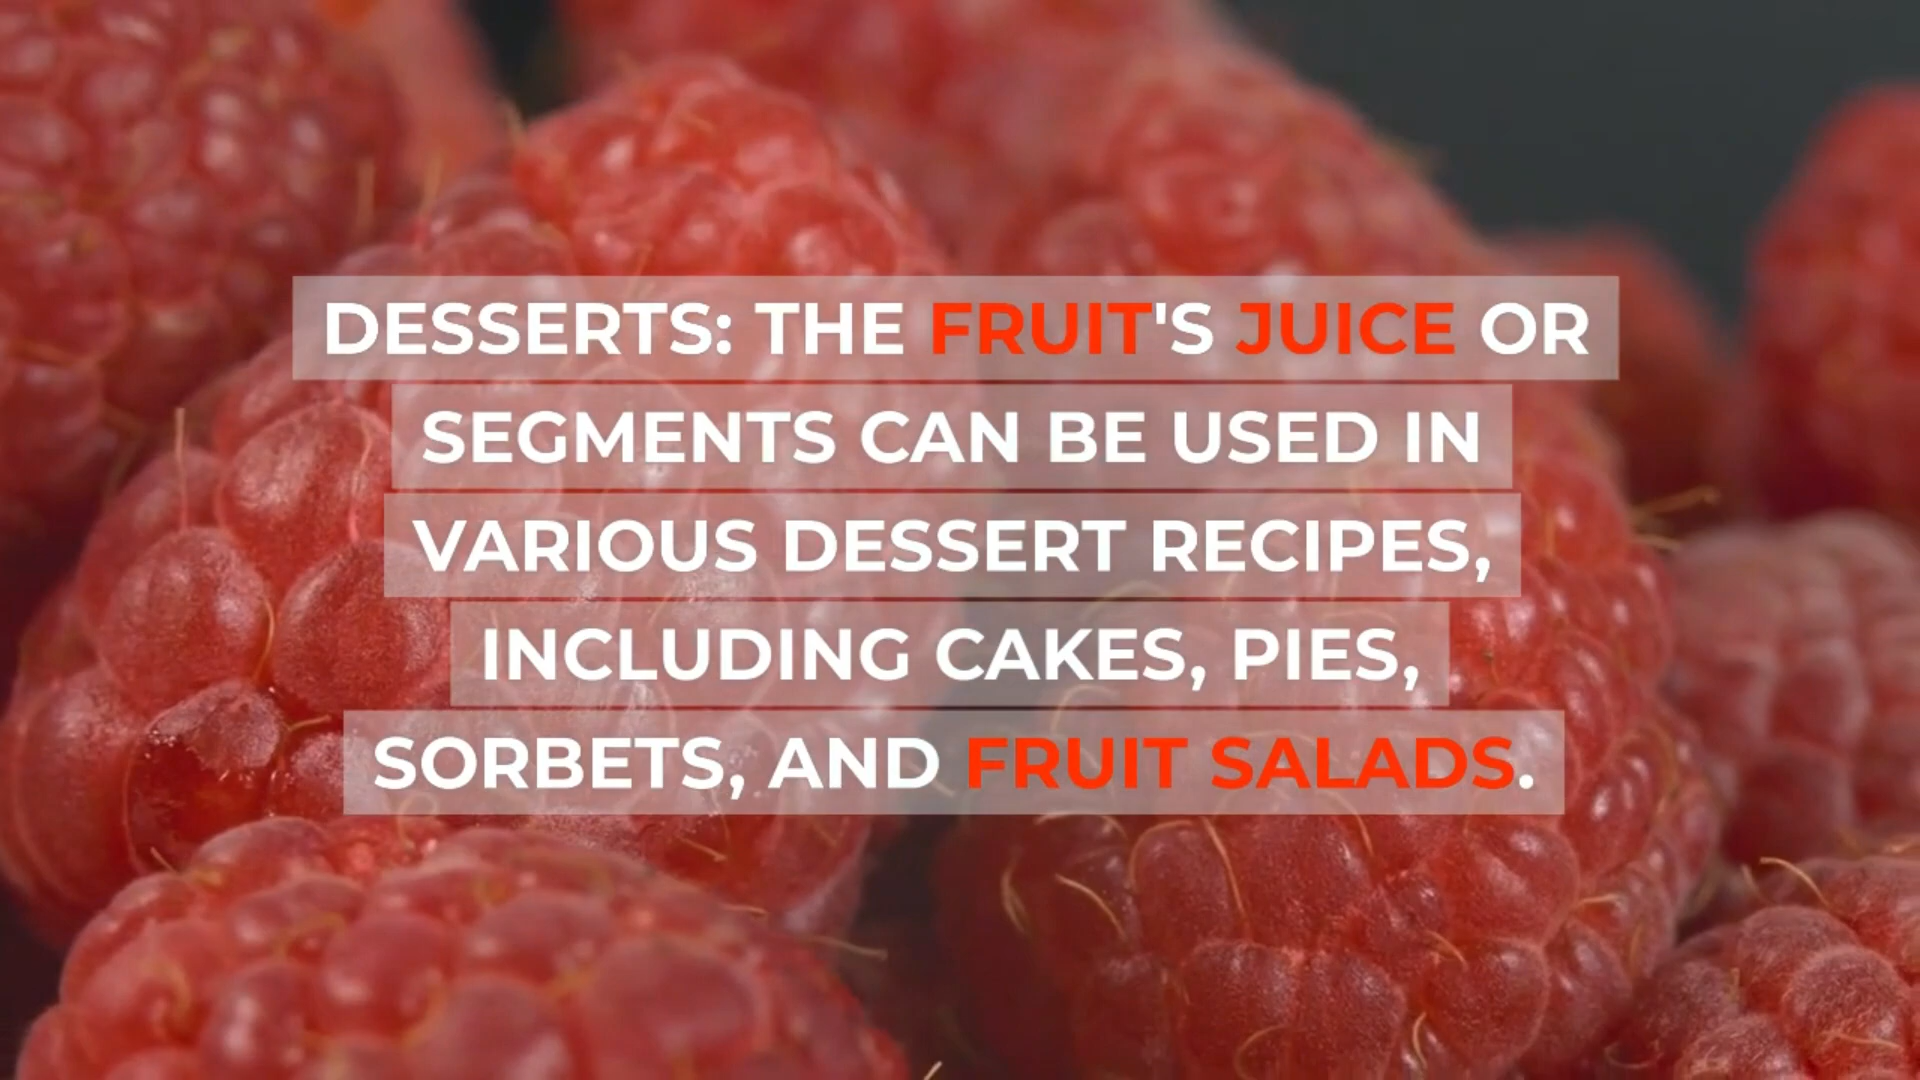 DESSERTS: THE FRUIT'S JUICE OR
SEGMENTS CAN BE USED IN
VARIOUS DESSERT RECIPES,
INCLUDING CAKES, PIES,
SORBETS, AND FRUIT SALADS.